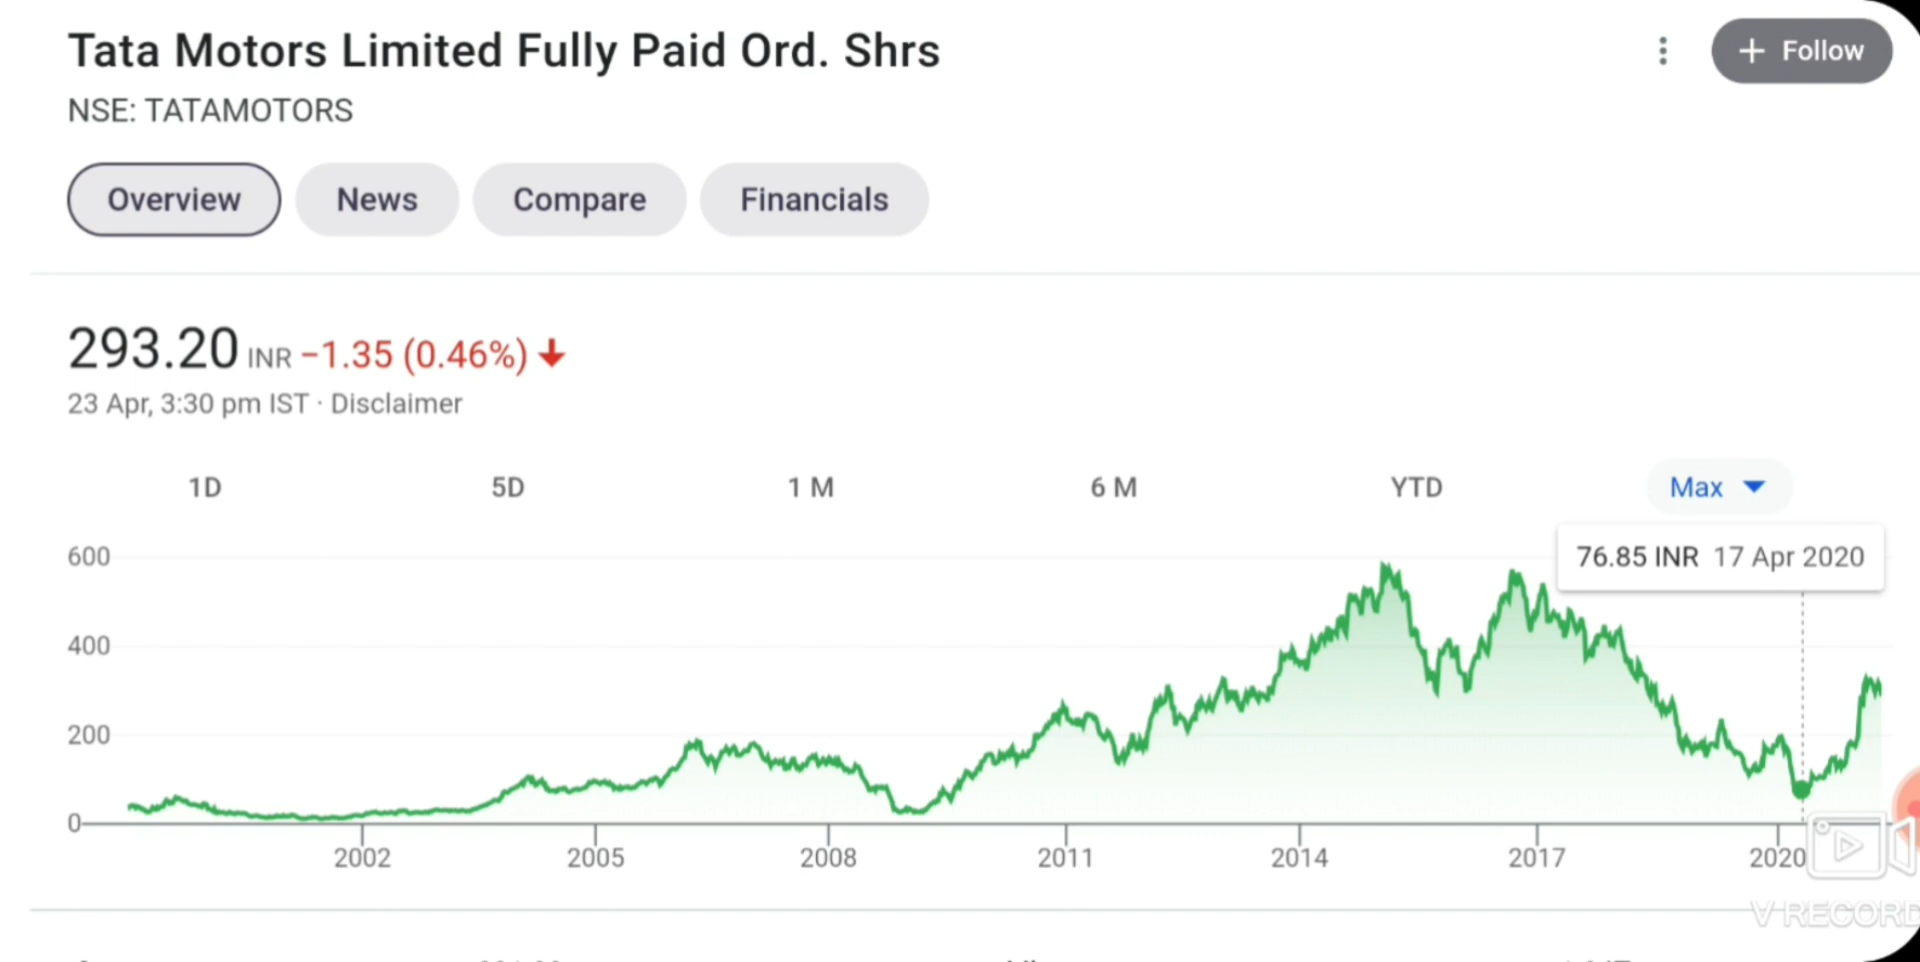 Tata Motors Limited Fully Paid Ord. Shrs
+ Follow
NSE: TATAMOTORS
Overview News Compare Financials
293.20 INR −1.35 (0.46%)
23 Apr, 3:30 pm IST · Disclaimer
1D 5D 1 M 6 M YTD Max
76.85 INR 17 Apr 2020
600
400
200
0
2002 2005 2008 2011 2014 2017 2020
V RECORD